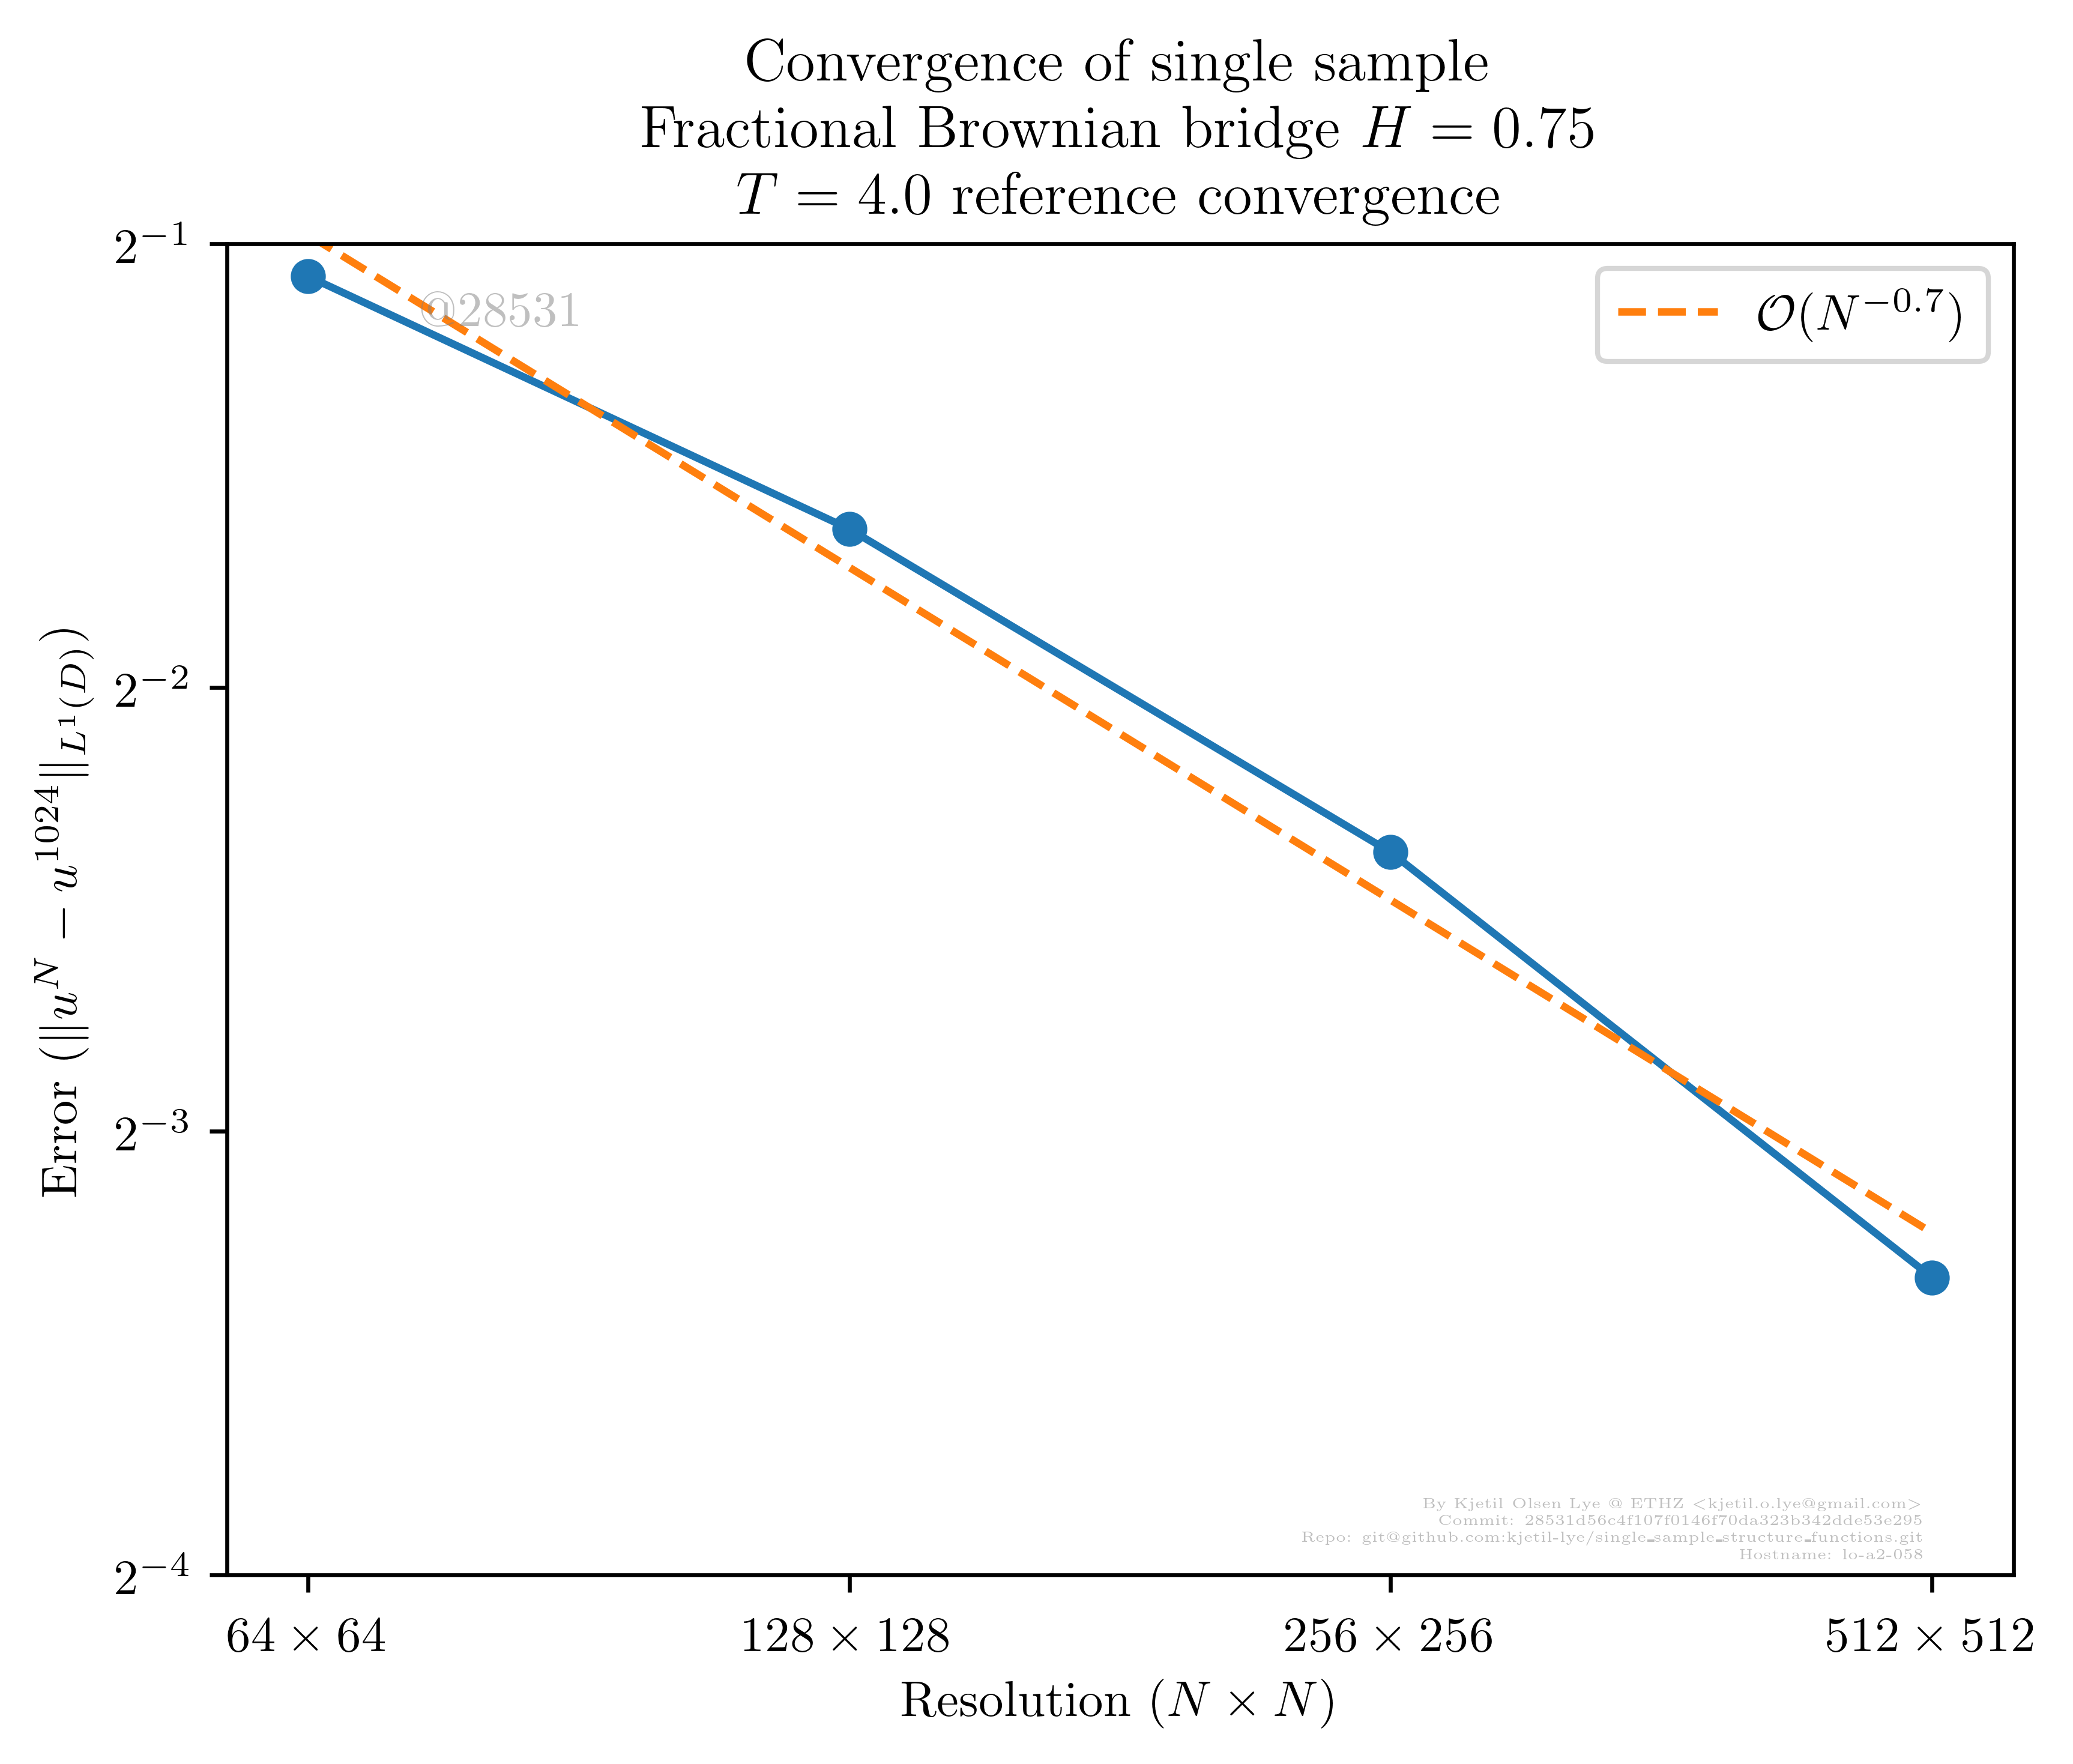 Convergence of single sample
Fractional Brownian bridge H = 0.75
T = 4.0 reference convergence
2⁻¹
©28531
O(N⁻⁰·⁷)
2⁻²
Error (||uᴺ − u¹⁰²⁴||_{L¹(D)})
2⁻³
By Kjetil Olsen Lye @ ETHZ <kjetil.o.lye@gmail.com>
Commit: 28531d56c4f107f0146f70da323b342dde53e295
Repo: git@github.com:kjetil-lye/single_sample_structure_functions.git
Hostname: lo-a2-058
2⁻⁴
64 × 64 128 × 128 256 × 256 512 × 512
Resolution (N × N)